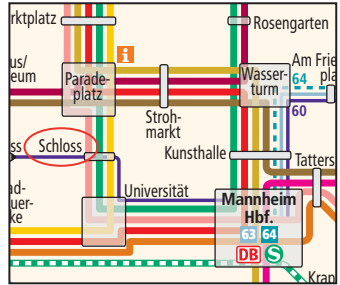 rktplatz
Rosengarten
i
us/
eum
Parade-
platz
Wasser-
turm
Am Frie
pla
64
60
Stroh-
markt
ss
Schloss
Kunsthalle
Tatters
ad-
uer-
ke
Universität
Mannheim
Hbf.
63 64
DB S
Krap